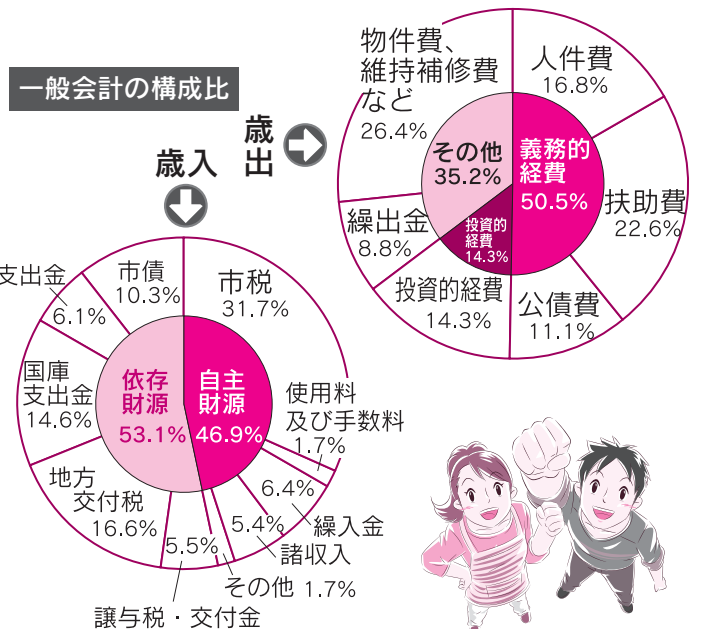 一般会計の構成比
歳出
物件費、
維持補修費
など
26.4%
人件費
16.8%
扶助費
22.6%
公債費
11.1%
投資的経費
14.3%
繰出金
8.8%
その他
35.2%
義務的
経費
50.5%
投資的
経費
14.3%
歳入
市税
31.7%
使用料
及び手数料
1.7%
6.4%
繰入金
5.4%
諸収入
その他 1.7%
5.5%
譲与税・交付金
地方
交付税
16.6%
国庫
支出金
14.6%
支出金
6.1%
市債
10.3%
依存
財源
53.1%
自主
財源
46.9%